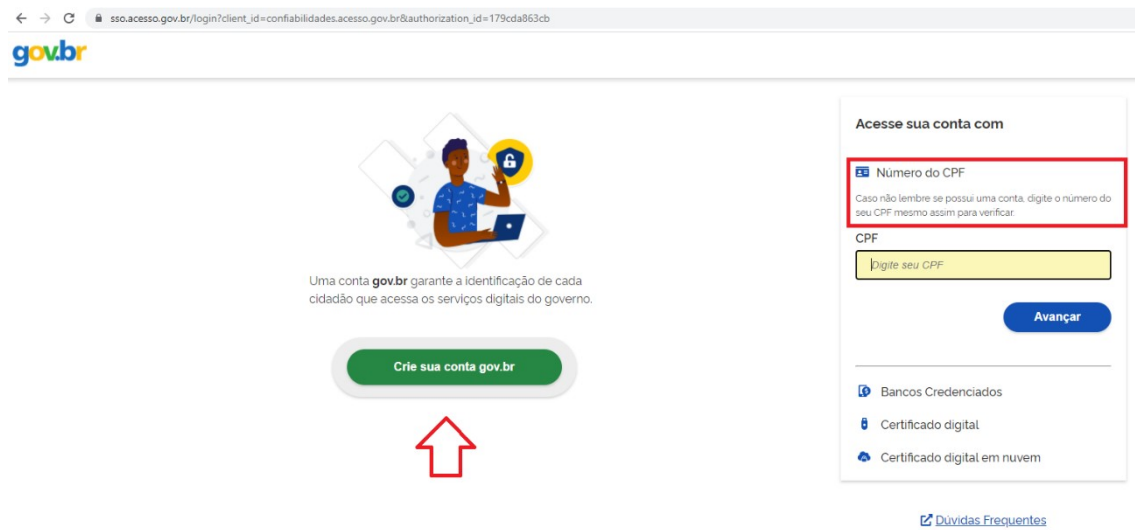 sso.acesso.gov.br/login?client_id=confiabilidades.acesso.gov.br&authorization_id=179cda863cb
gov.br
Uma conta gov.br garante a identificação de cada
cidadão que acessa os serviços digitais do governo.
Crie sua conta gov.br
Acesse sua conta com
Número do CPF
Caso não lembre se possui uma conta, digite o número do
seu CPF mesmo assim para verificar.
CPF
Digite seu CPF
Avançar
Bancos Credenciados
Certificado digital
Certificado digital em nuvem
Dúvidas Frequentes